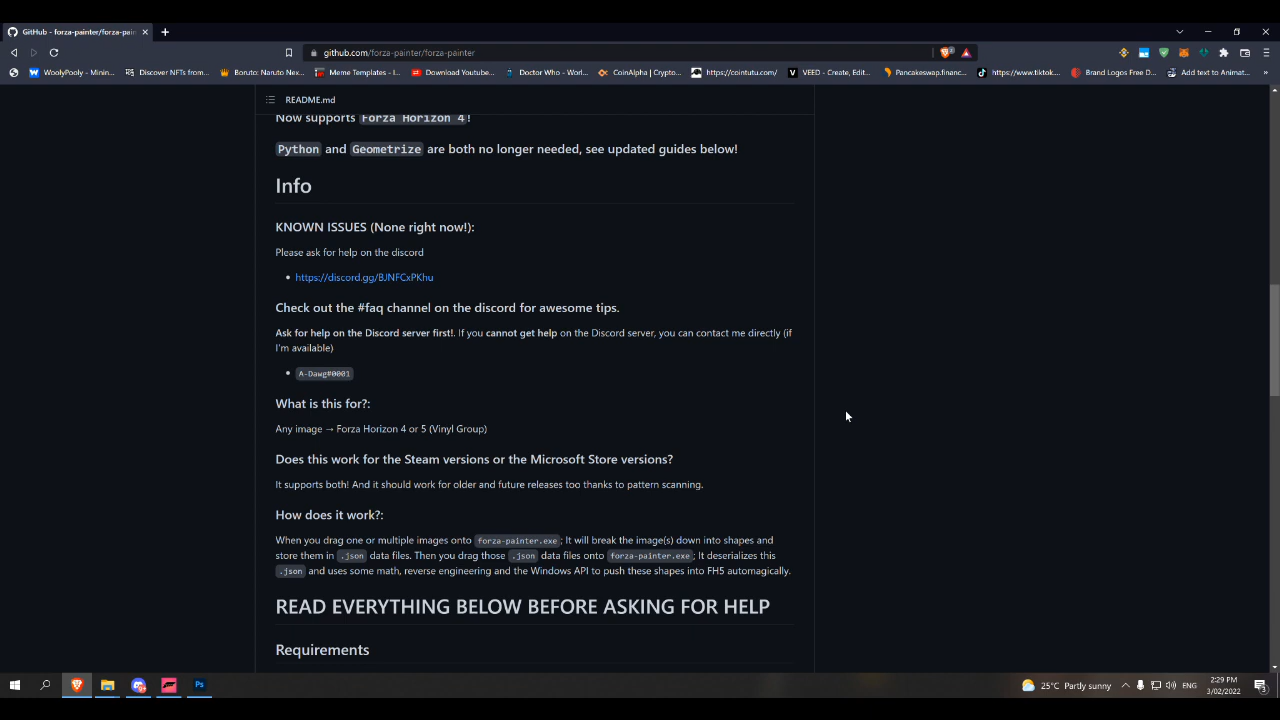 GitHub - forza-painter/forza-pain
github.com/forza-painter/forza-painter
WoolyPooly - Minin...
Discover NFTs from...
Boruto: Naruto Nex...
Meme Templates - I...
Download Youtube...
Doctor Who - Worl...
CoinAlpha | Crypto...
https://cointutu.com/
VEED - Create, Edit...
Pancakeswap.financ...
https://www.tiktok....
Brand Logos Free D...
Add text to Animat...
README.md
Now supports Forza Horizon 4!
Python and Geometrize are both no longer needed, see updated guides below!
Info
KNOWN ISSUES (None right now!):
Please ask for help on the discord
• https://discord.gg/BJNFCxPKhu
Check out the #faq channel on the discord for awesome tips.
Ask for help on the Discord server first!. If you cannot get help on the Discord server, you can contact me directly (if
I'm available)
• A-Dawg#0001
What is this for?:
Any image → Forza Horizon 4 or 5 (Vinyl Group)
Does this work for the Steam versions or the Microsoft Store versions?
It supports both! And it should work for older and future releases too thanks to pattern scanning.
How does it work?:
When you drag one or multiple images onto forza-painter.exe; It will break the image(s) down into shapes and
store them in .json data files. Then you drag those .json data files onto forza-painter.exe; It deserializes this
.json and uses some math, reverse engineering and the Windows API to push these shapes into FH5 automagically.
READ EVERYTHING BELOW BEFORE ASKING FOR HELP
Requirements
Ps
25°C Partly sunny
ENG
2:29 PM
3/02/2022